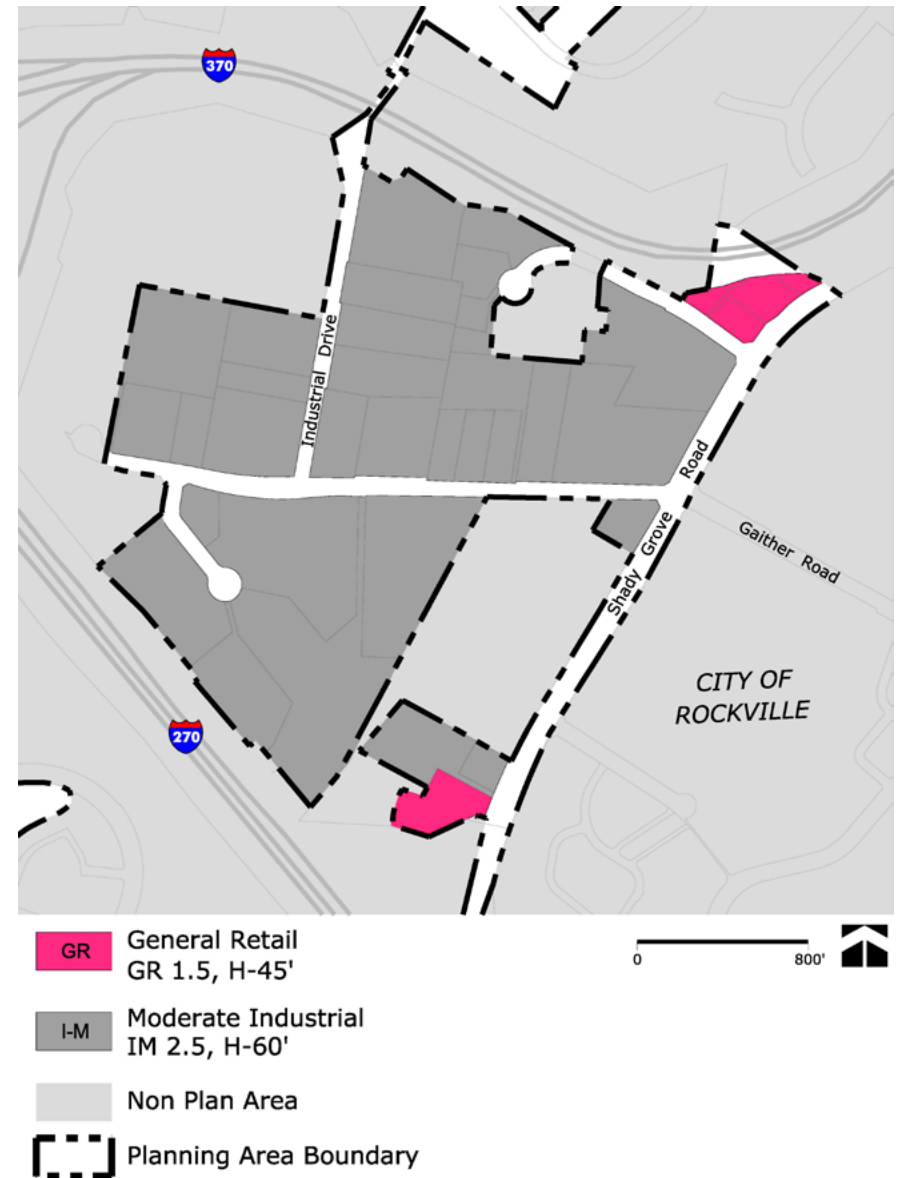 370
Industrial Drive
Shady Grove Road
Gaither Road
CITY OF
ROCKVILLE
270
GR
General Retail
GR 1.5, H-45'
0
800'
I-M
Moderate Industrial
IM 2.5, H-60'
Non Plan Area
Planning Area Boundary